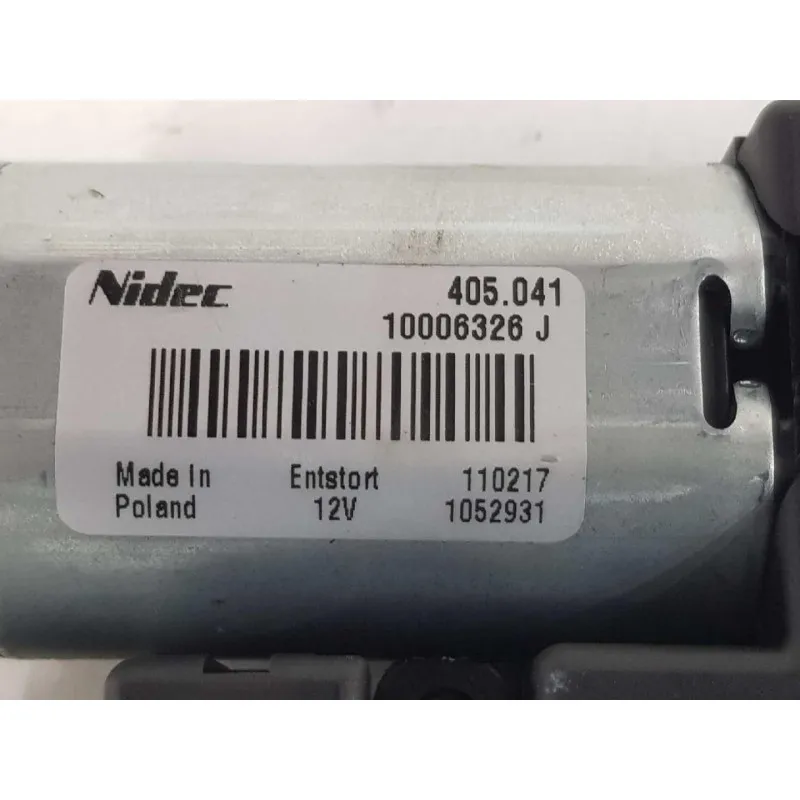 Nidec 405.041
10006326 J
Made in Entstort 110217
Poland 12V 1052931